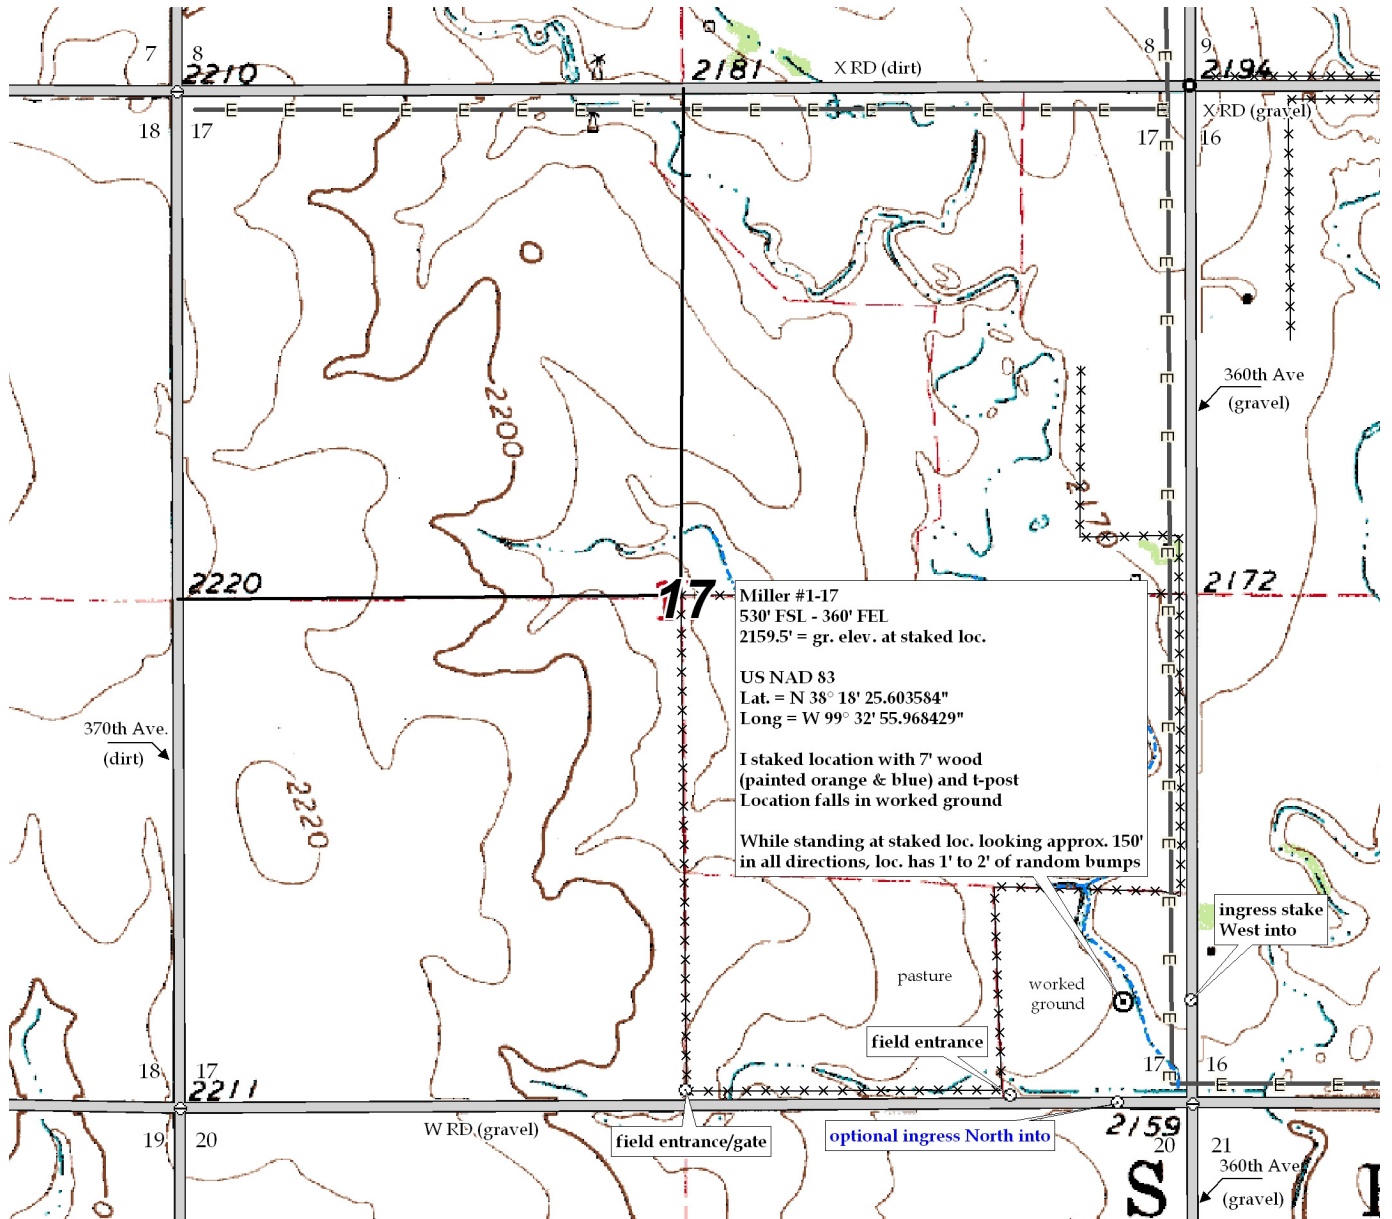 7
8
2210
2181
X RD (dirt)
8
9
2194
18
17
17
X RD (gravel)
16
E E E E E E E E E E E E E E E E E
E
E
E
E
E
E
E
E
E
360th Ave
(gravel)
2200
2170
2220
17
2172
Miller #1-17
530' FSL - 360' FEL
2159.5' = gr. elev. at staked loc.
US NAD 83
Lat. = N 38° 18' 25.603584"
Long = W 99° 32' 55.968429"
I staked location with 7' wood
(painted orange & blue) and t-post
Location falls in worked ground
While standing at staked loc. looking approx. 150'
in all directions, loc. has 1' to 2' of random bumps
370th Ave.
(dirt)
2220
E
E
E
E
E
E
E
E
ingress stake
West into
pasture
worked
ground
field entrance
18
17
2211
17
16
E E E E
W RD (gravel)
field entrance/gate
optional ingress North into
2159
19
20
20
21
360th Ave
(gravel)
S